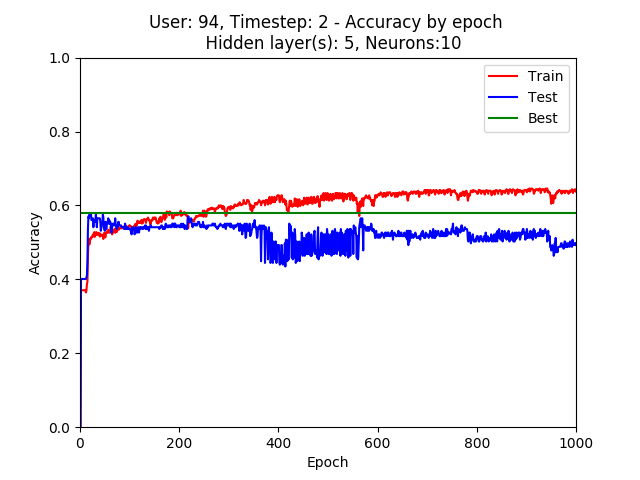 User: 94, Timestep: 2 - Accuracy by epoch
Hidden layer(s): 5, Neurons:10
1.0
0.8
0.6
0.4
0.2
0.0
Accuracy
Train
Test
Best
0 200 400 600 800 1000
Epoch